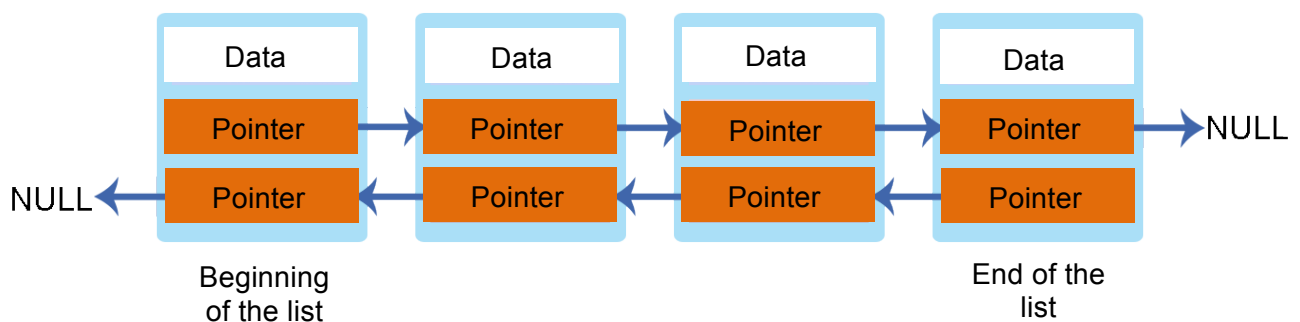 Data Data Data Data
Pointer Pointer Pointer Pointer NULL
NULL Pointer Pointer Pointer Pointer
Beginning
of the list
End of the
list